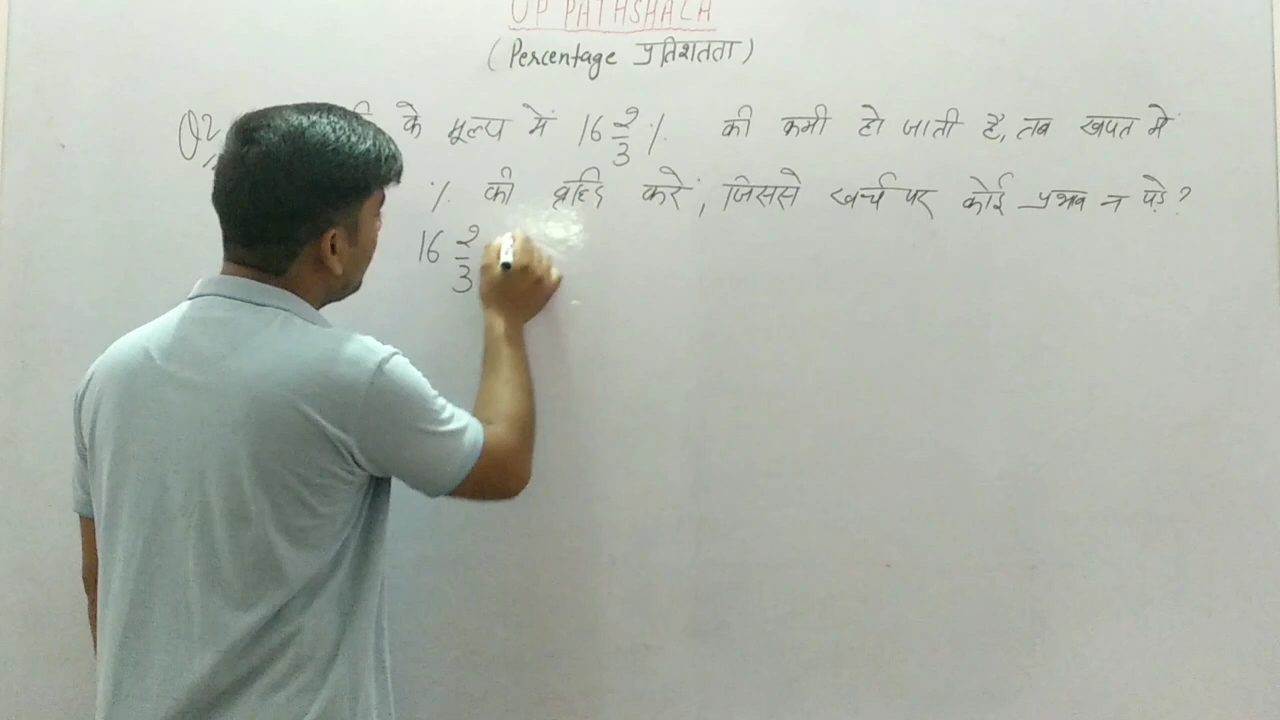 UP PATHSHALA
(Percentage प्रतिशतता)
Q2 के मूल्य में 16 2/3 % की कमी हो जाती है, तब खपत में
% की वृद्धि करें, जिससे खर्च पर कोई प्रभाव न पड़े?
16 2/3